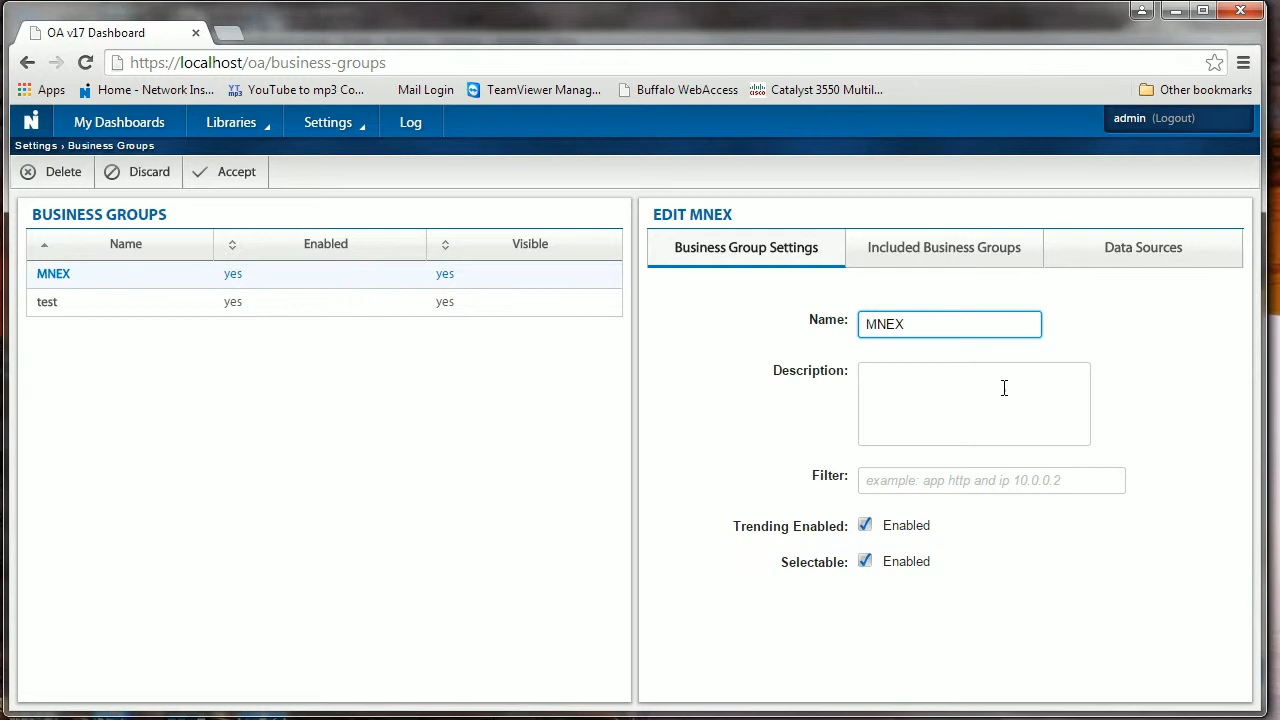 OA v17 Dashboard
https://localhost/oa/business-groups
Apps Home - Network Ins... YouTube to mp3 Co... Mail Login TeewViewer Manag... Buffalo WebAccess Catalyst 3550 Multil... Other bookmarks
My Dashboards Libraries Settings Log admin (Logout)
Settings › Business Groups
Delete Discard Accept
BUSINESS GROUPS
Name Enabled Visible
MNEX yes yes
test yes yes
EDIT MNEX
Business Group Settings Included Business Groups Data Sources
Name: MNEX
Description:
Filter: example: app http and ip 10.0.0.2
Trending Enabled: Enabled
Selectable: Enabled